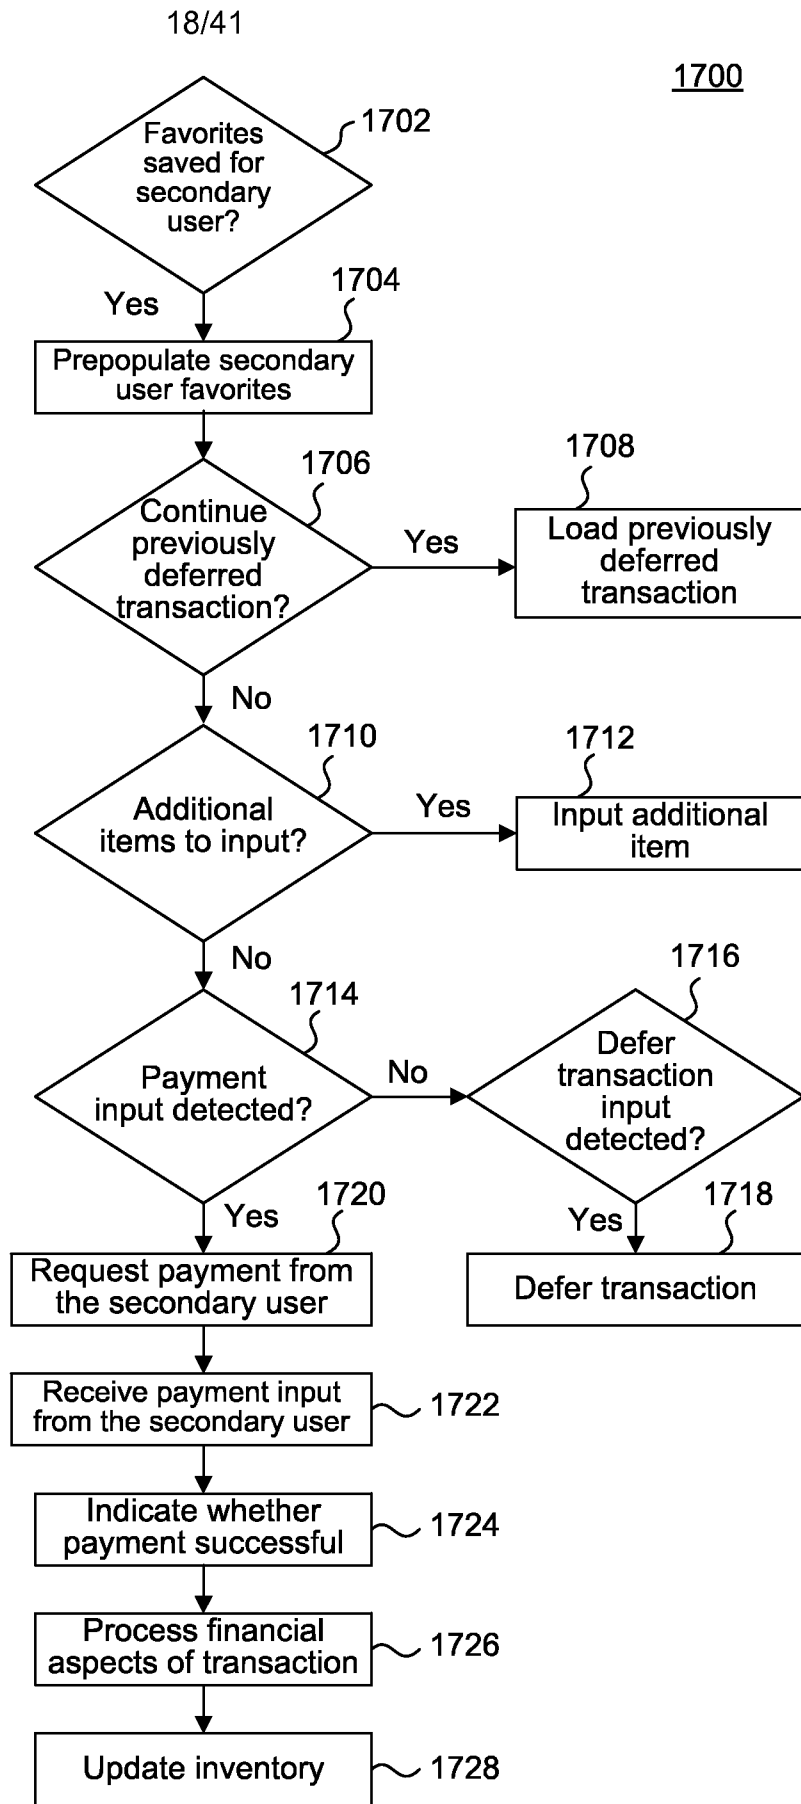 18/41
1700
1702
Favorites
saved for
secondary
user?
Yes
1704
Prepopulate secondary
user favorites
1706
Continue
previously
deferred
transaction?
Yes
1708
Load previously
deferred
transaction
No
1710
Additional
items to input?
Yes
1712
Input additional
item
No
1714
Payment
input detected?
No
1716
Defer
transaction
input
detected?
Yes
1718
Defer transaction
Yes
1720
Request payment from
the secondary user
Receive payment input
from the secondary user
1722
Indicate whether
payment successful
1724
Process financial
aspects of transaction
1726
Update inventory
1728